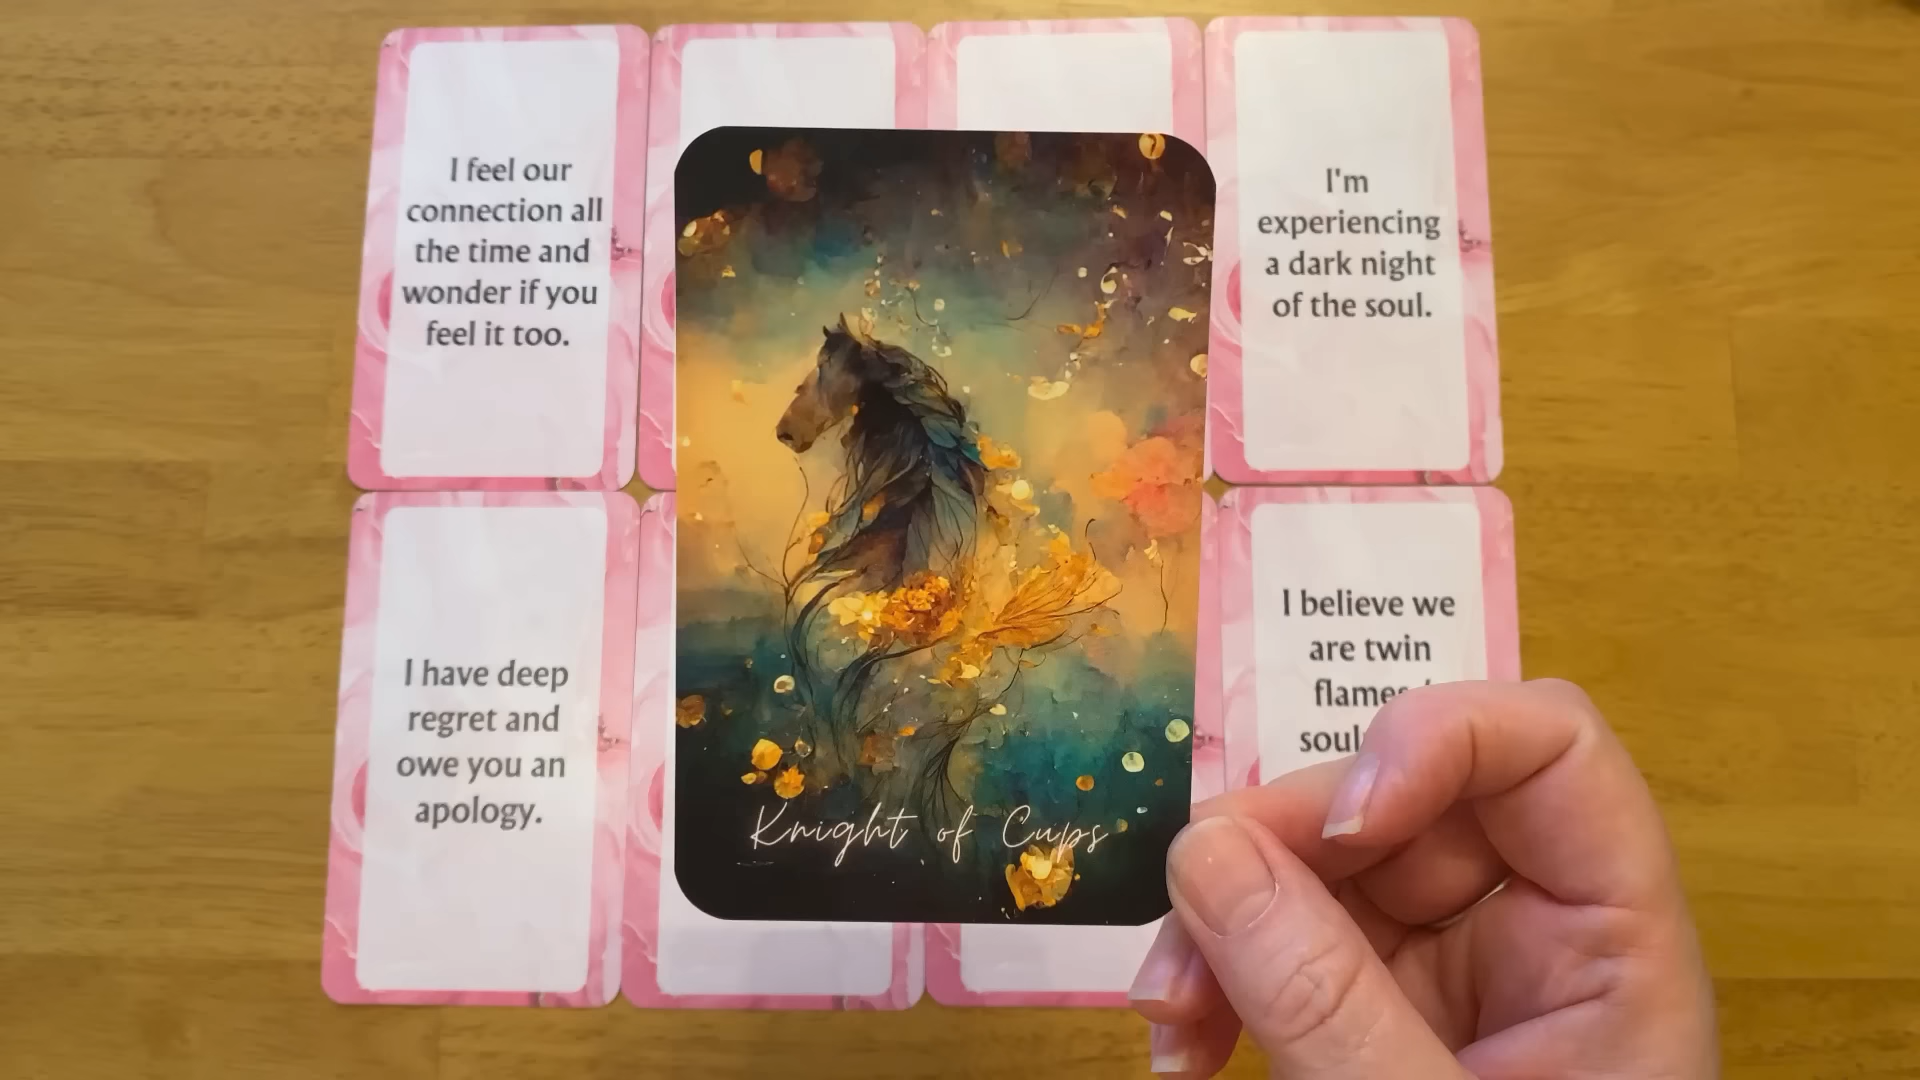 I feel our
connection all
the time and
wonder if you
feel it too.
I'm
experiencing
a dark night
of the soul.
I have deep
regret and
owe you an
apology.
Knight of Cups
I believe we
are twin